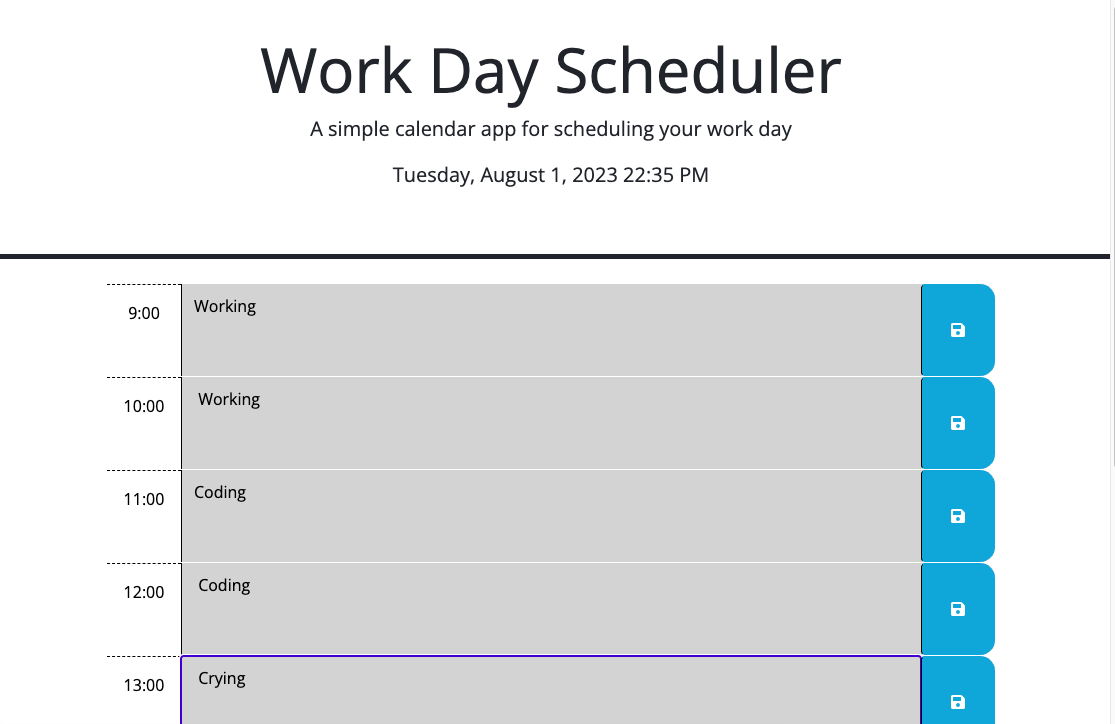 Work Day Scheduler
A simple calendar app for scheduling your work day
Tuesday, August 1, 2023 22:35 PM
9:00 Working
10:00 Working
11:00 Coding
12:00 Coding
13:00 Crying